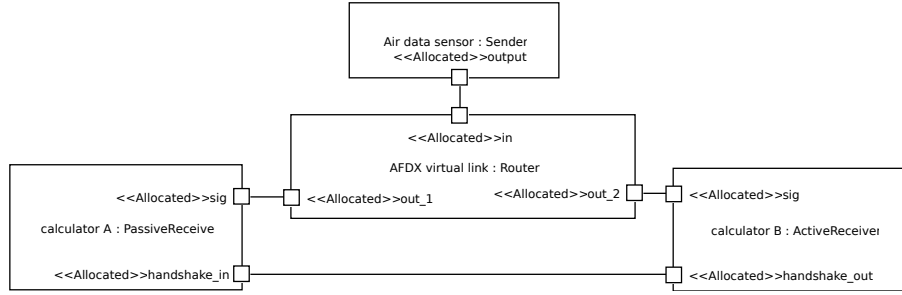 Air data sensor : Sender
<<Allocated>>output
<<Allocated>>in
AFDX virtual link : Router
<<Allocated>>out_1
<<Allocated>>out_2
<<Allocated>>sig
calculator A : PassiveReceive
<<Allocated>>handshake_in
<<Allocated>>sig
calculator B : ActiveReceiver
<<Allocated>>handshake_out